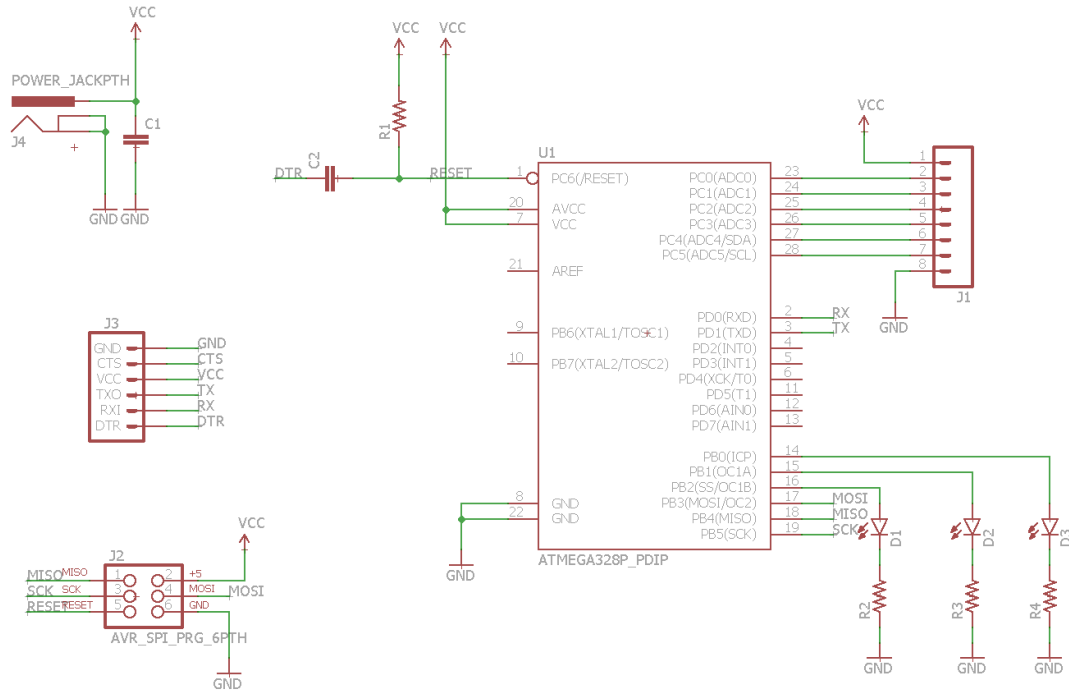 VCC
POWER_JACKPTH
J4
C1
GND
GND
VCC
VCC
R1
DTR
C2
RESET
U1
1
PC6(/RESET)
20
AVCC
7
VCC
21
AREF
9
PB6(XTAL1/TOSC1)
10
PB7(XTAL2/TOSC2)
8
GND
22
GND
GND
PC0(ADC0)
23
PC1(ADC1)
24
PC2(ADC2)
25
PC3(ADC3)
26
PC4(ADC4/SDA)
27
PC5(ADC5/SCL)
28
PD0(RXD)
2
RX
PD1(TXD)
3
TX
PD2(INT0)
4
PD3(INT1)
5
PD4(XCK/T0)
6
PD5(T1)
11
PD6(AIN0)
12
PD7(AIN1)
13
PB0(ICP)
14
PB1(OC1A)
15
PB2(SS/OC1B)
16
PB3(MOSI/OC2)
17
MOSI
PB4(MISO)
18
MISO
PB5(SCK)
19
SCK
ATMEGA328P_PDIP
VCC
1
2
3
4
5
6
7
8
J1
GND
J3
GND
GND
CTS
CTS
VCC
VCC
TXO
TX
RXI
RX
DTR
DTR
VCC
J2
MISO
MISO
1
2
+5
SCK
SCK
3
4
MOSI
MOSI
RESET
RESET
5
6
GND
AVR_SPI_PRG_6PTH
GND
D1
D2
D3
R2
R3
R4
GND
GND
GND